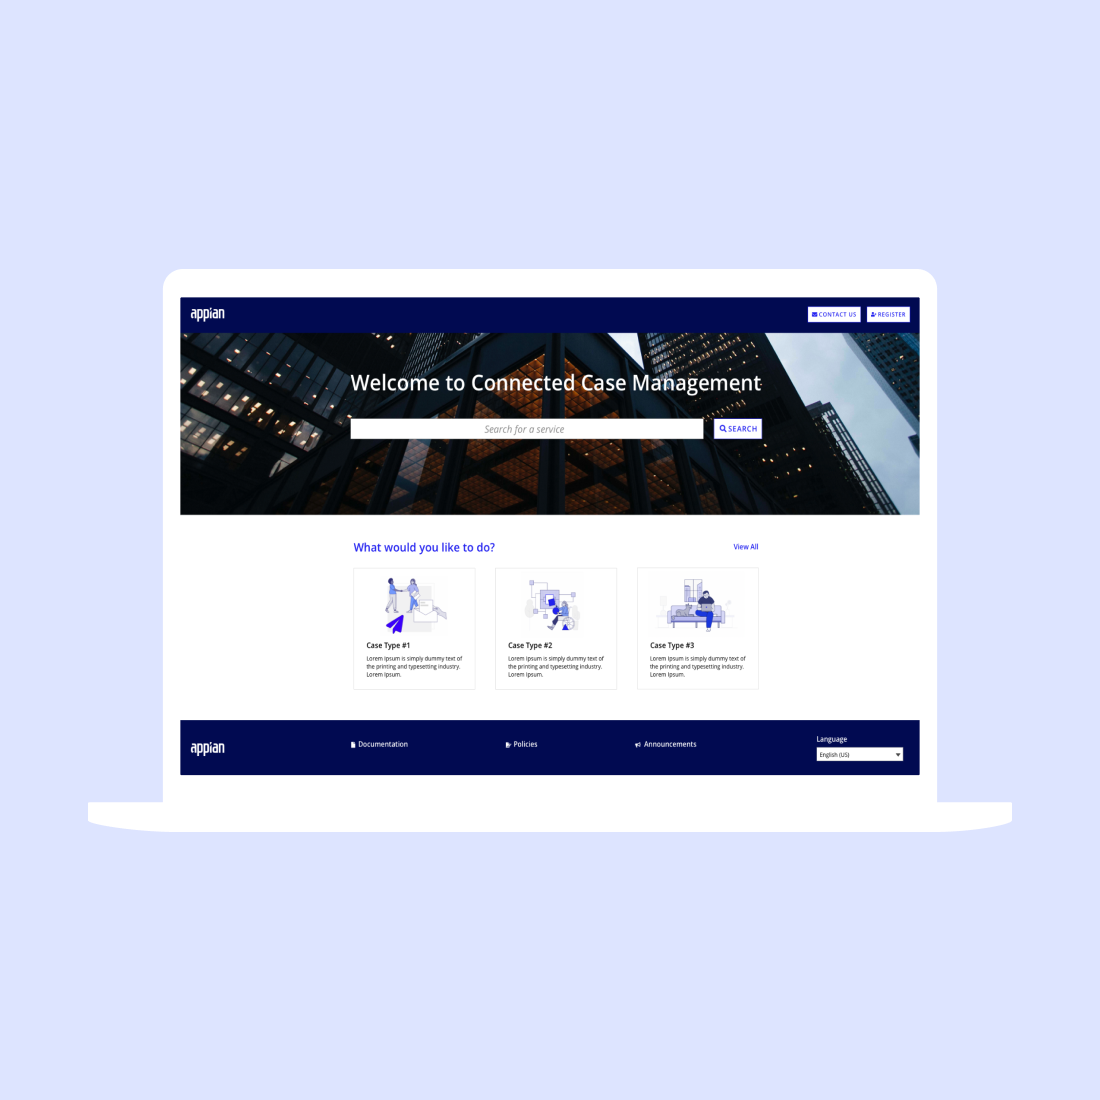 appian
CONTACT US
REGISTER
Welcome to Connected Case Management
Search for a service
SEARCH
What would you like to do?
View All
Case Type #1
Lorem Ipsum is simply dummy text of
the printing and typesetting industry.
Lorem Ipsum.
Case Type #2
Lorem Ipsum is simply dummy text of
the printing and typesetting industry.
Lorem Ipsum.
Case Type #3
Lorem Ipsum is simply dummy text of
the printing and typesetting industry.
Lorem Ipsum.
appian
Documentation
Policies
Announcements
Language
English (US)